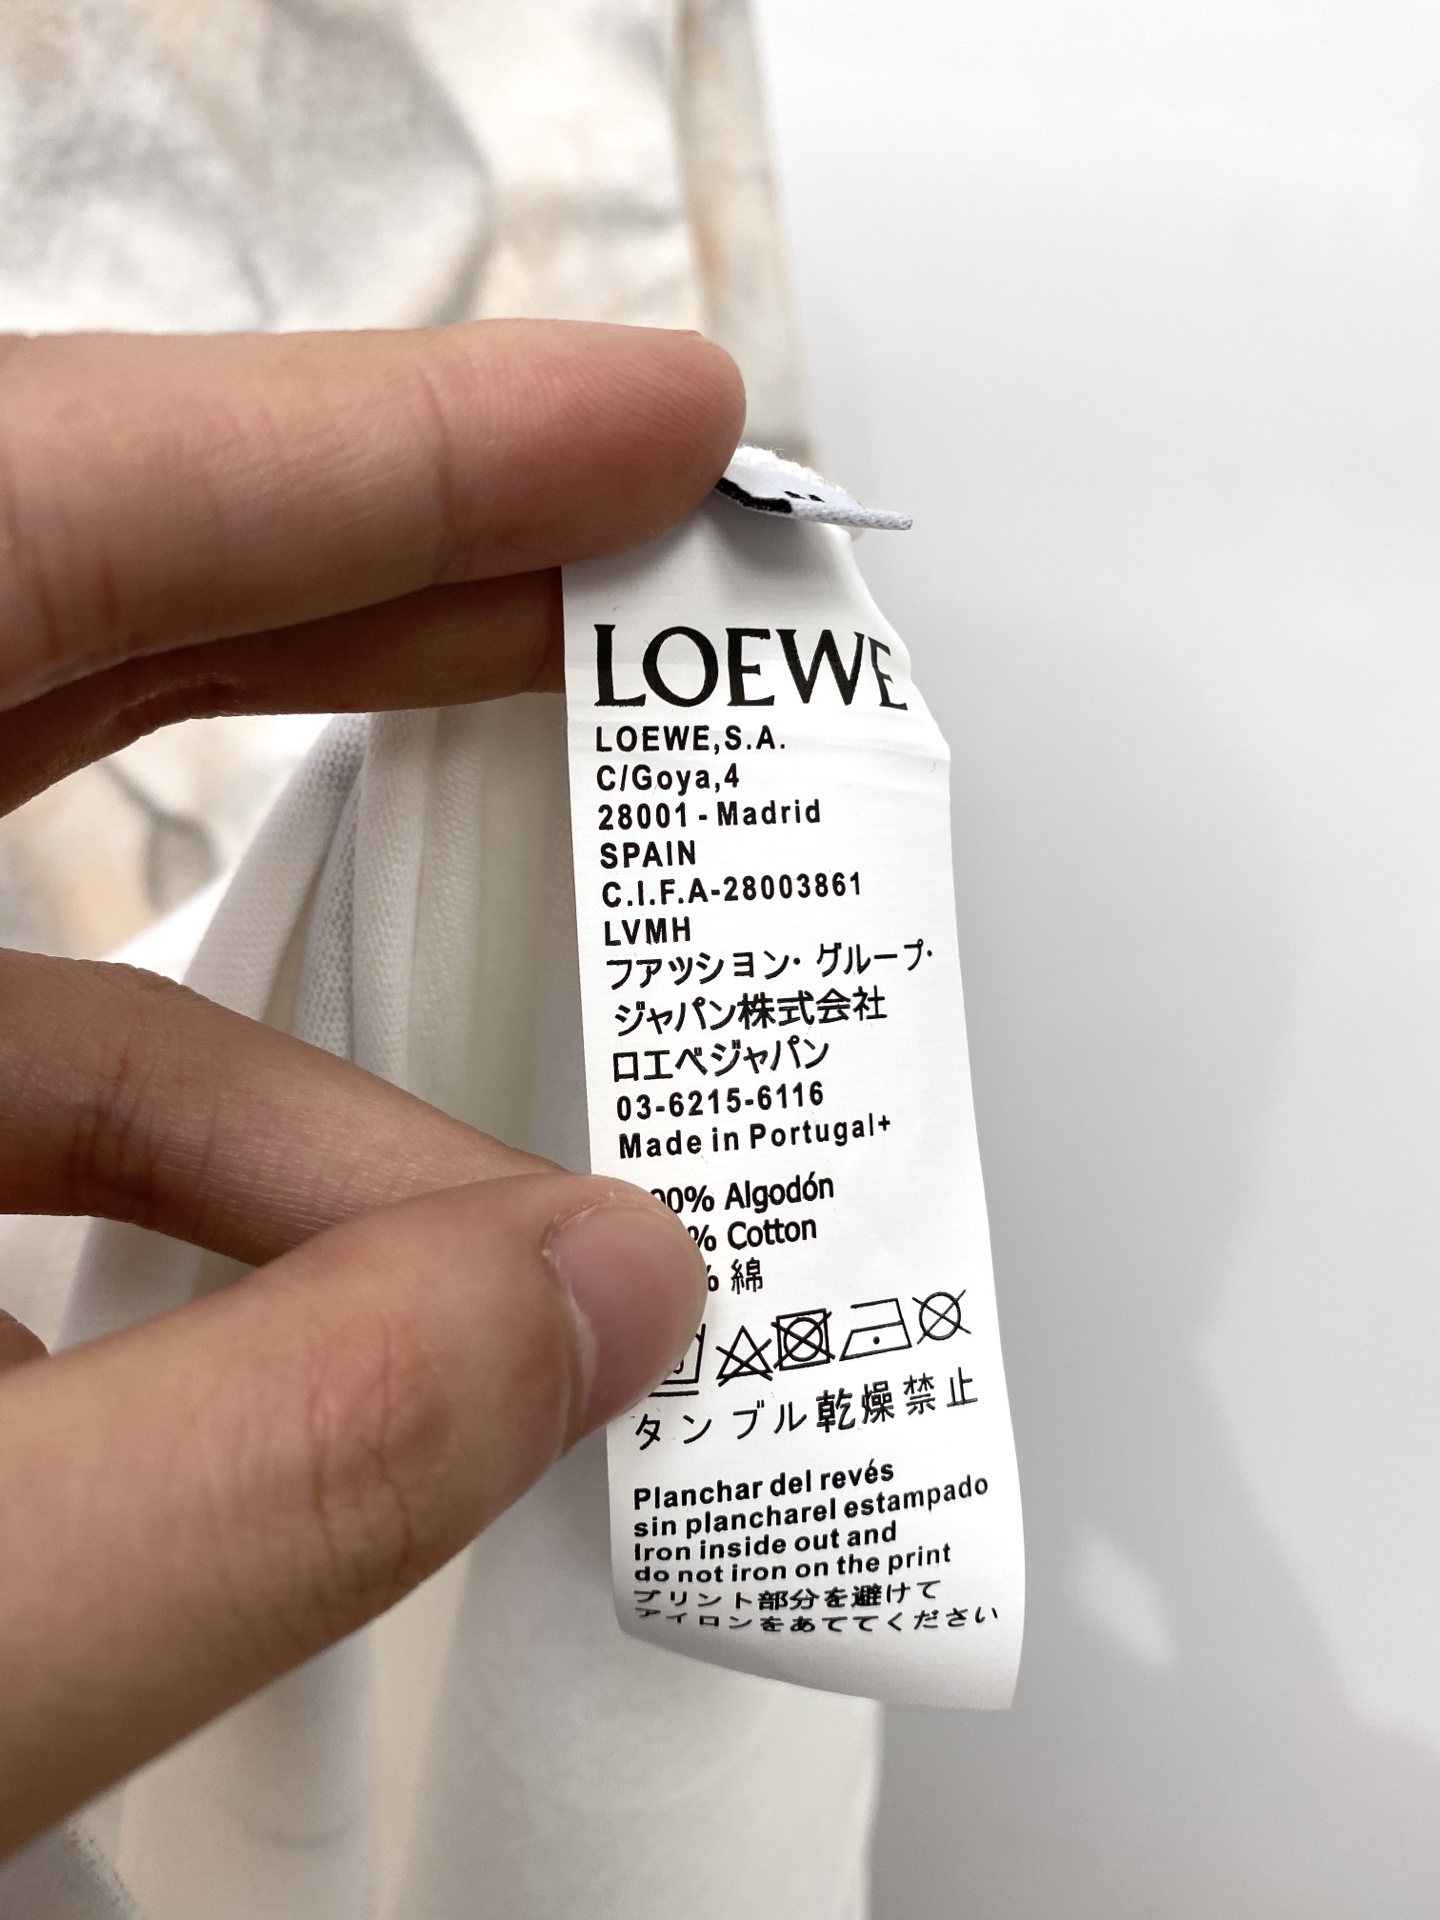 LOEWE
LOEWE,S.A.
C/Goya,4
28001 - Madrid
SPAIN
C.I.F.A-28003861
LVMH
ファッション・グループ・
ジャパン株式会社
ロエベジャパン
03-6215-6116
Made in Portugal+
00% Algodón
% Cotton
% 綿
タンブル乾燥禁止
Planchar del revés
sin plancharel estampado
Iron inside out and
do not iron on the print
プリント部分を避けて
アイロンをあててください